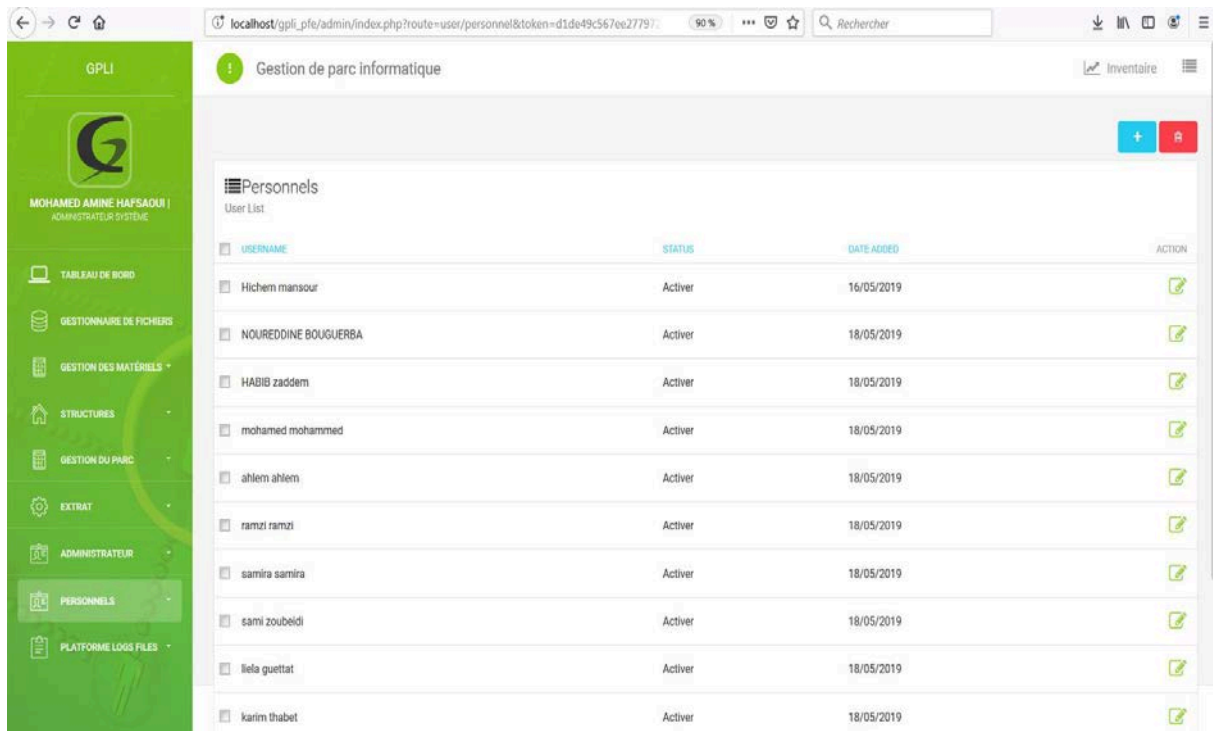 localhost/gpli_pfe/admin/index.php?route=user/personnel&token=d1de49c567ee27797
90 %
Rechercher
GPLI
Gestion de parc informatique
Inventaire
MOHAMED AMINE HAFSAOUI |
ADMINISTRATEUR SYSTÈME
Personnels
User List
USERNAME STATUS DATE ADDED ACTION
TABLEAU DE BORD
GESTIONNAIRE DE FICHIERS
GESTION DES MATÉRIELS
STRUCTURES
GESTION DU PARC
EXTRAT
ADMINISTRATEUR
PERSONNELS
PLATFORME LOGS FILES
Hichem mansour Activer 16/05/2019
NOUREDDINE BOUGUERBA Activer 18/05/2019
HABIB zaddem Activer 18/05/2019
mohamed mohammed Activer 18/05/2019
ahlem ahlem Activer 18/05/2019
ramzi ramzi Activer 18/05/2019
samira samira Activer 18/05/2019
sami zoubeidi Activer 18/05/2019
liela guettat Activer 18/05/2019
karim thabet Activer 18/05/2019